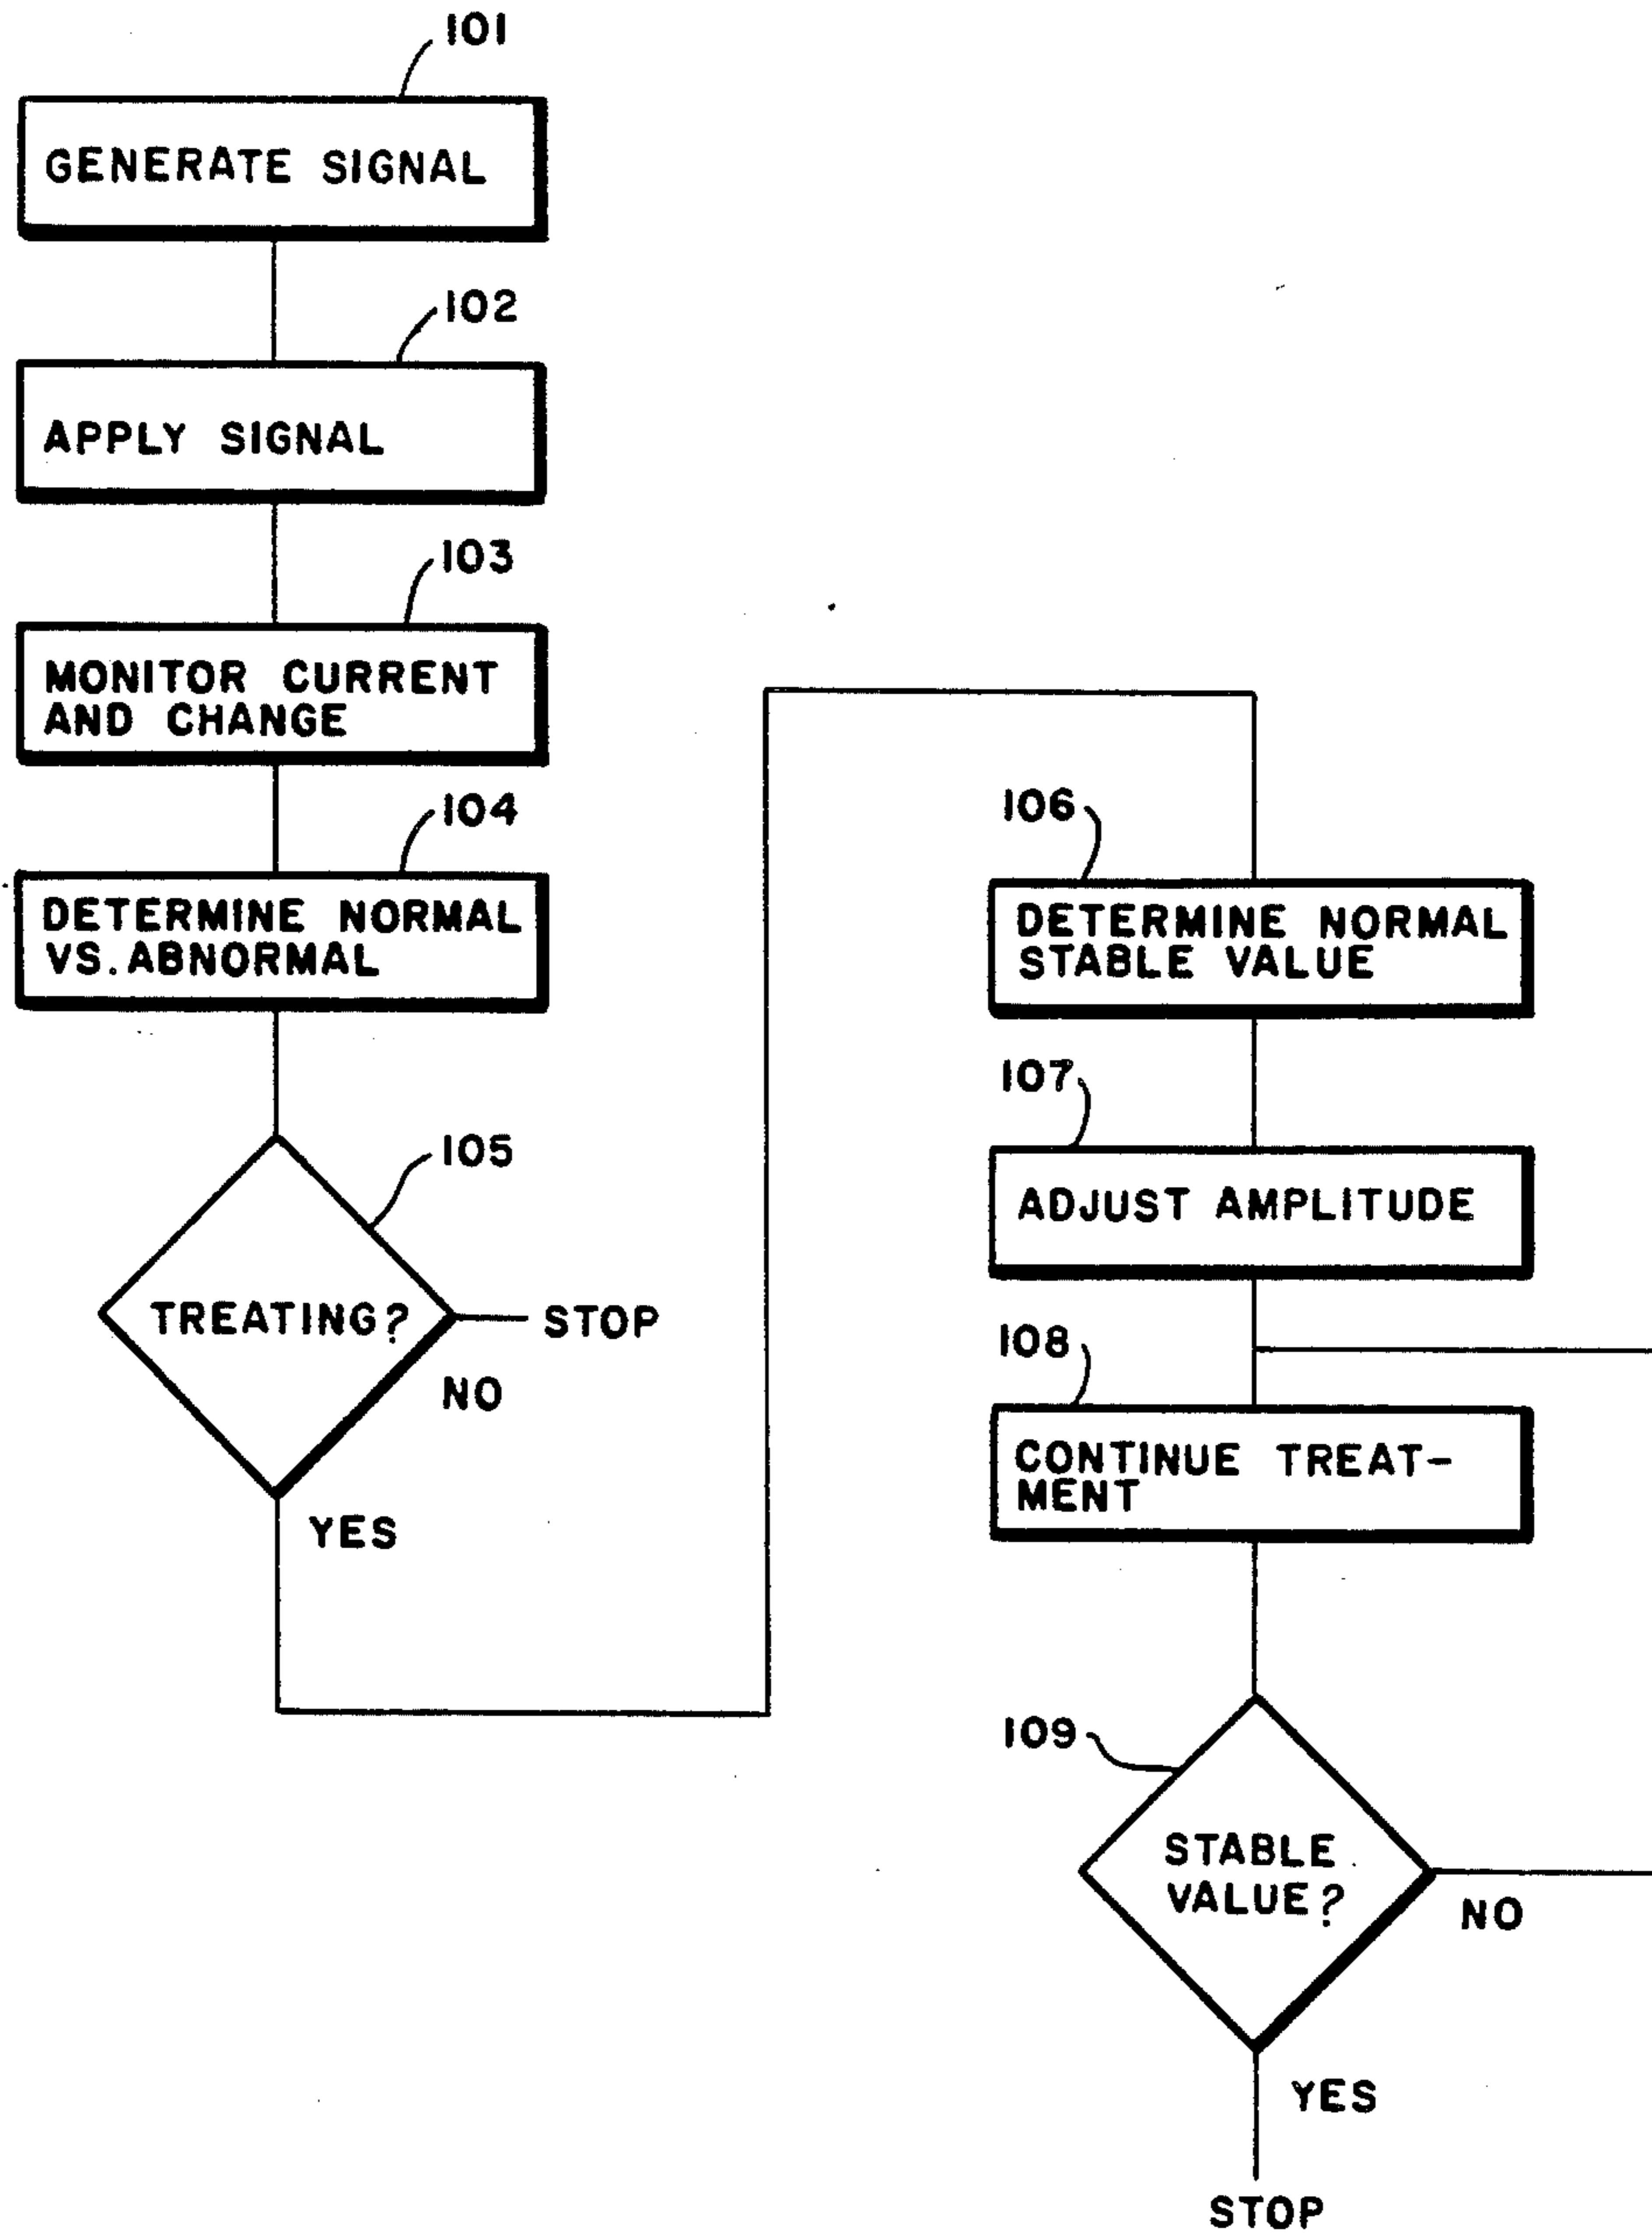 101
GENERATE SIGNAL
102
APPLY SIGNAL
103
MONITOR CURRENT
AND CHANGE
104
DETERMINE NORMAL
VS. ABNORMAL
105
TREATING?
STOP
NO
YES
106
DETERMINE NORMAL
STABLE VALUE
107
ADJUST AMPLITUDE
108
CONTINUE TREAT-
MENT
109
STABLE
VALUE?
NO
YES
STOP